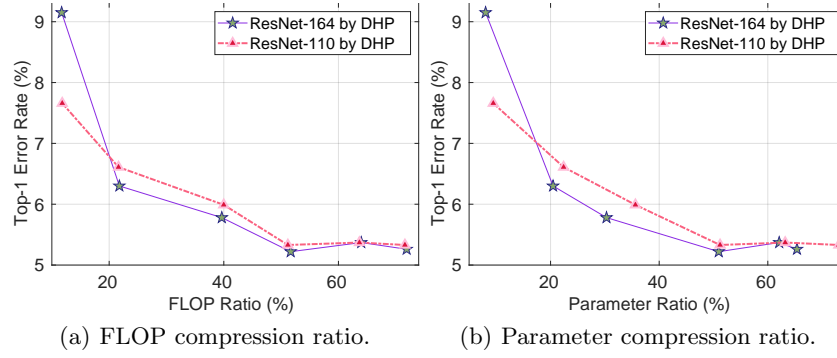 9
8
7
6
5
20
40
60
Top-1 Error Rate (%)
FLOP Ratio (%)
ResNet-164 by DHP
ResNet-110 by DHP
(a) FLOP compression ratio.
9
8
7
6
5
20
40
60
Top-1 Error Rate (%)
Parameter Ratio (%)
ResNet-164 by DHP
ResNet-110 by DHP
(b) Parameter compression ratio.